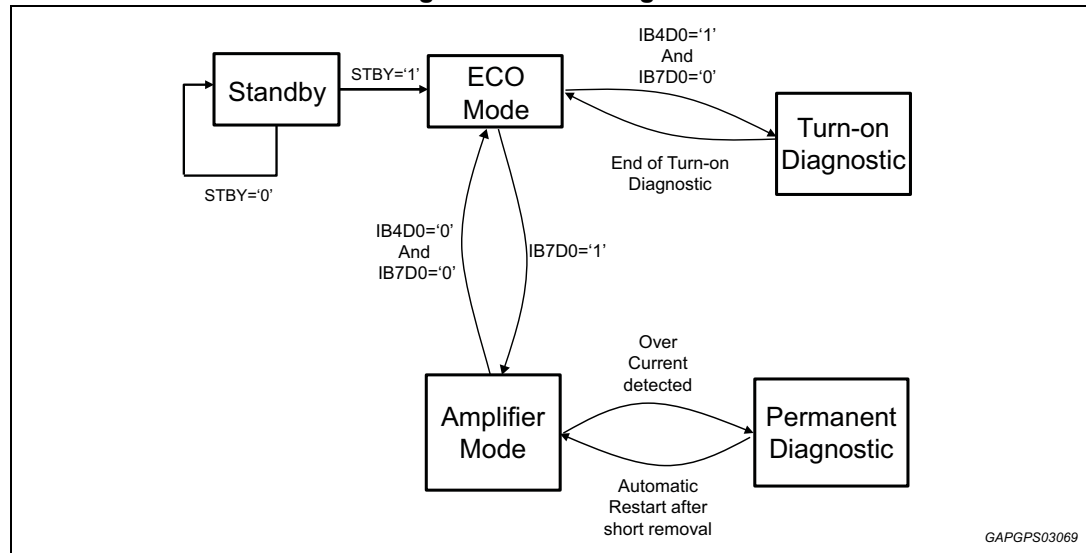 Standby
STBY='1'
ECO
Mode
IB4D0='1'
And
IB7D0='0'
Turn-on
Diagnostic
End of Turn-on
Diagnostic
STBY='0'
IB4D0='0'
And
IB7D0='0'
IB7D0='1'
Amplifier
Mode
Over
Current
detected
Permanent
Diagnostic
Automatic
Restart after
short removal
GAPGPS03069